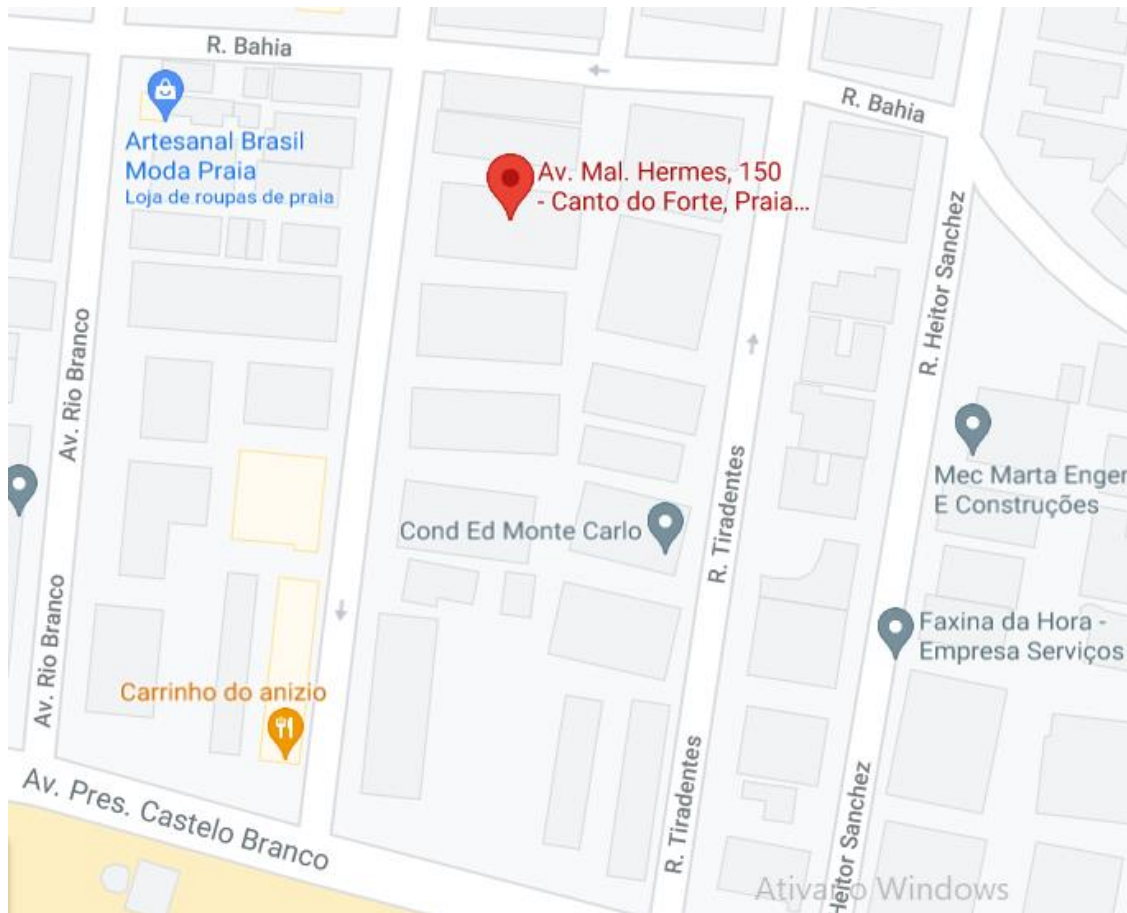 R. Bahia
R. Bahia
Artesanal Brasil
Moda Praia
Loja de roupas de praia
Av. Mal. Hermes, 150
- Canto do Forte, Praia...
R. Heitor Sanchez
Av. Rio Branco
Mec Marta Enger
E Construções
Cond Ed Monte Carlo
R. Tiradentes
Av. Rio Branco
Faxina da Hora -
Empresa Serviços
Carrinho do anizio
R. Tiradentes
Heitor Sanchez
Av. Pres. Castelo Branco
Ativar o Windows